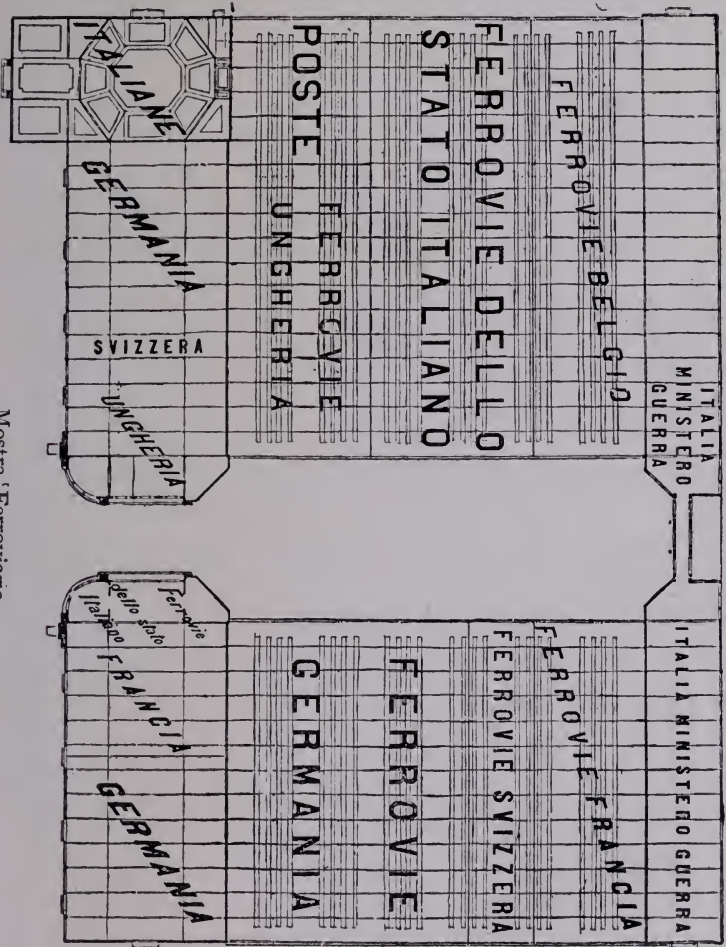 ITALIA
MINISTERO
GUERRA
FERROVIE BELGIO
FERROVIE DELLO
STATO ITALIANO
POSTE
FERROVIE
UNGHERIA
ITALIANE
GERMANIA
SVIZZERA
UNGHERIA
ITALIA MINISTERO GUERRA
FERROVIE FRANCIA
FERROVIE SVIZZERA
FERROVIE
GERMANIA
Ferrovie
dello stato
Italiano
FRANCIA
GERMANIA
Mostra Ferroviaria